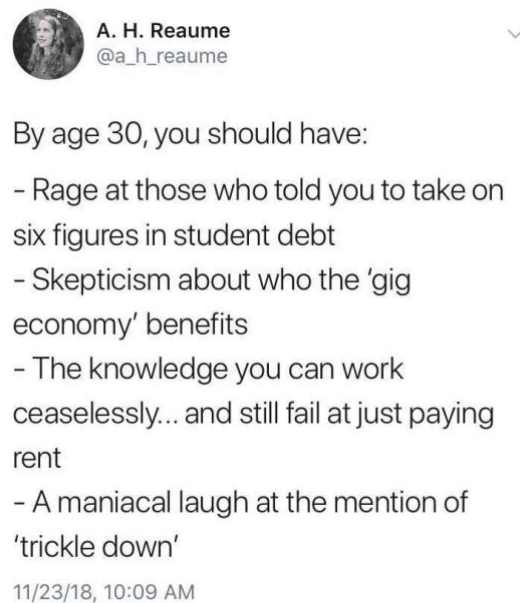 A. H. Reaume
@a_h_reaume
By age 30, you should have:
- Rage at those who told you to take on
six figures in student debt
- Skepticism about who the 'gig
economy' benefits
- The knowledge you can work
ceaselessly... and still fail at just paying
rent
- A maniacal laugh at the mention of
'trickle down'
11/23/18, 10:09 AM